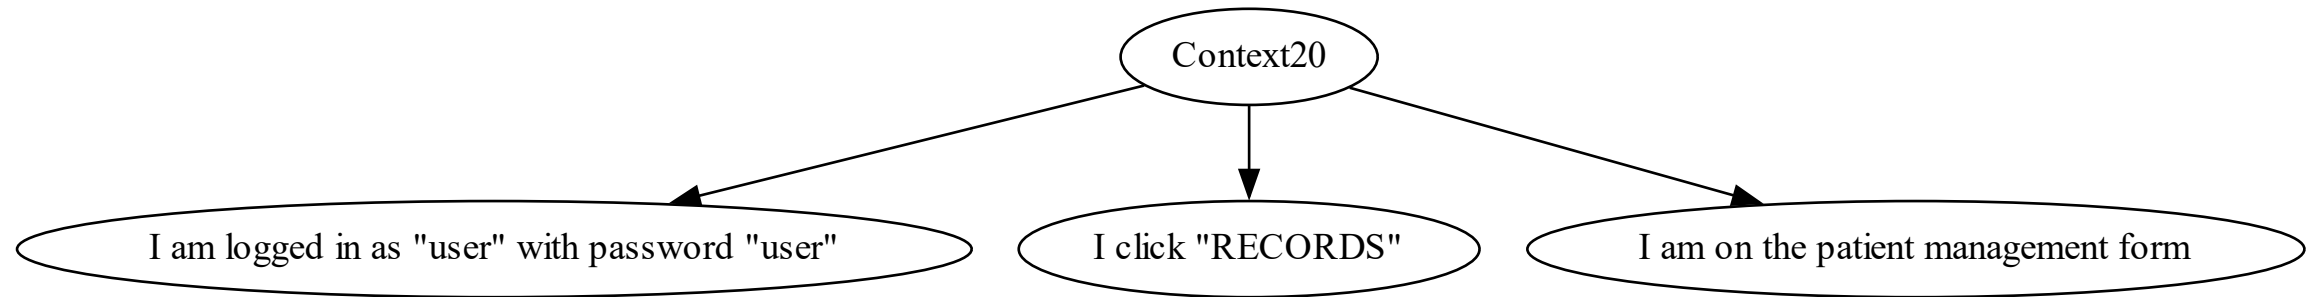 Context20
I am logged in as "user" with password "user"
I click "RECORDS"
I am on the patient management form